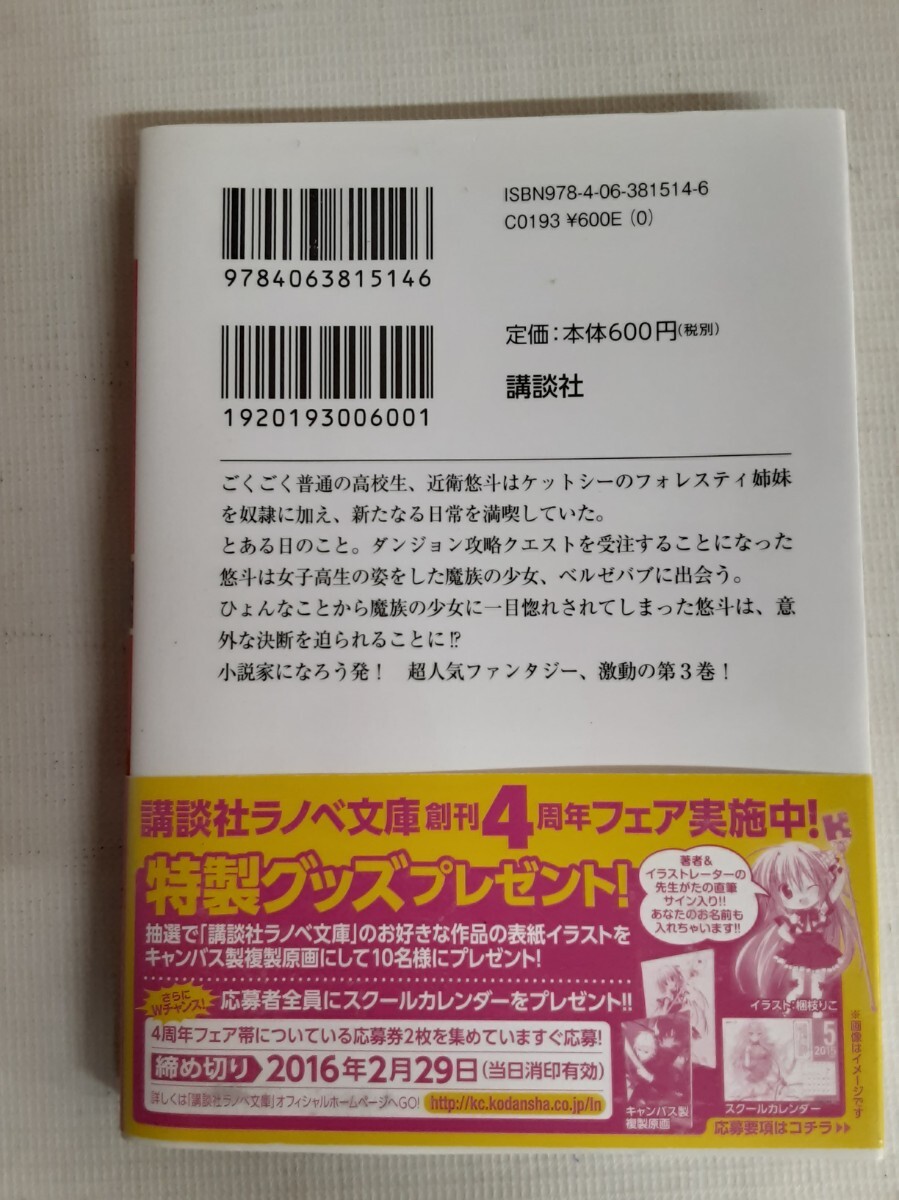 ISBN978-4-06-381514-6
C0193 ¥600E (0)
9784063815146
定価:本体600円(税別)
講談社
1920193006001
ごくごく普通の高校生、近衛悠斗はケットシーのフォレスティ姉妹
を奴隷に加え、新たなる日常を満喫していた。
とある日のこと。ダンジョン攻略クエストを受注することになった
悠斗は女子高生の姿をした魔族の少女、ベルゼバブに出会う。
ひょんなことから魔族の少女に一目惚れされてしまった悠斗は、意
外な決断を迫られることに!?
小説家になろう発! 超人気ファンタジー、激動の第3巻!
講談社ラノベ文庫創刊4周年フェア実施中!
特製グッズプレゼント!
著者&
イラストレーターの
先生がたの直筆
サイン入り!!
あなたのお名前も
入れちゃいます!!
抽選で「講談社ラノベ文庫」のお好きな作品の表紙イラストを
キャンバス製複製原画にして10名様にプレゼント!
イラスト:梱枝りこ
さらに
Wチャンス!
応募者全員にスクールカレンダーをプレゼント!!
4周年フェア帯についている応募券2枚を集めていますぐ応募!
締め切り 2016年2月29日(当日消印有効)
詳しくは「講談社ラノベ文庫」オフィシャルホームページへGO! http://kc.kodansha.co.jp/ln
キャンバス製
複製原画
5
2015
スクールカレンダー
※画像はイメージです
応募要項はコチラ